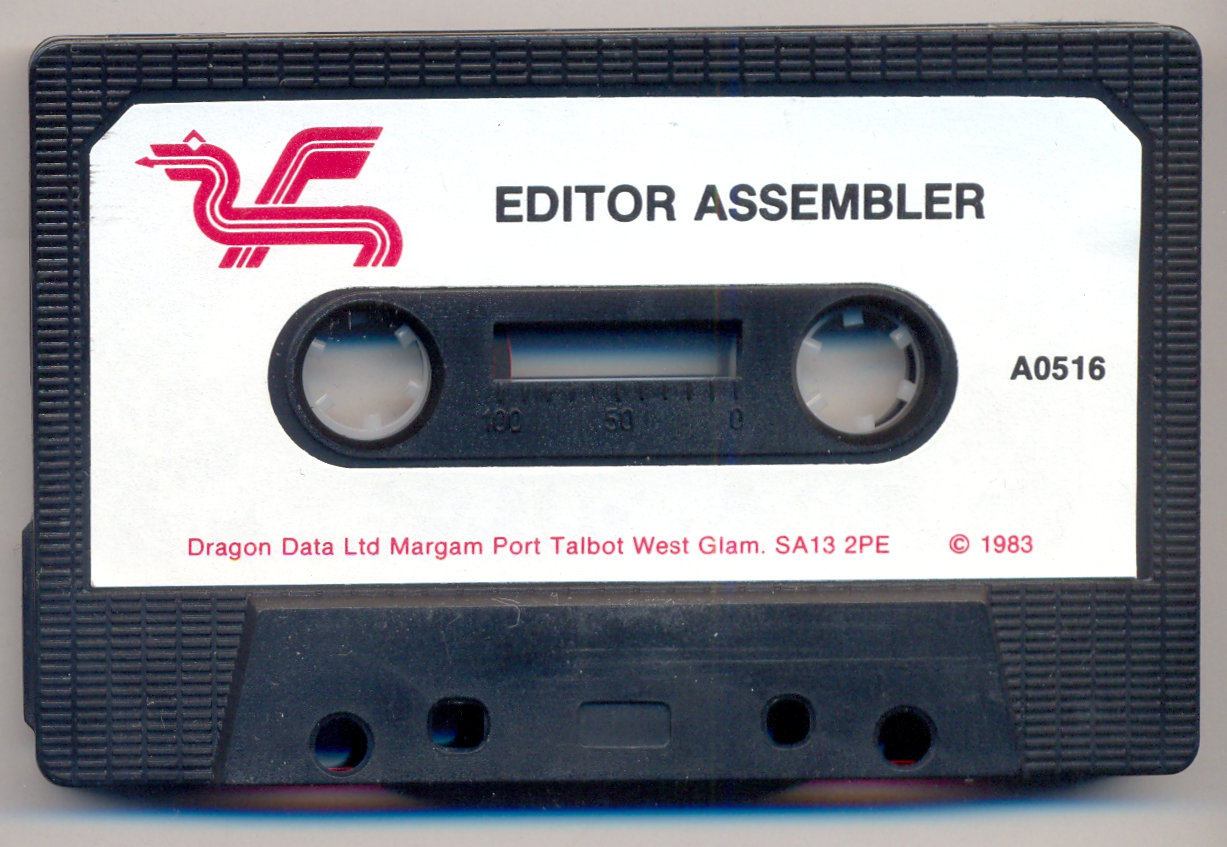 EDITOR ASSEMBLER
A0516
100 50 0
Dragon Data Ltd Margam Port Talbot West Glam. SA13 2PE © 1983